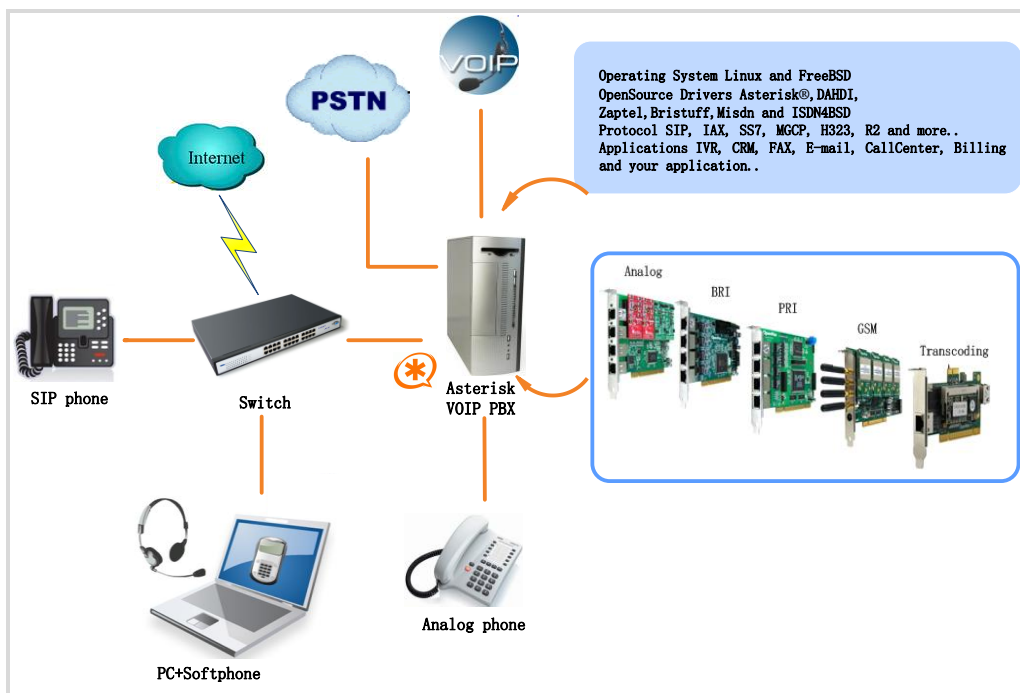 VOIP
PSTN
Operating System Linux and FreeBSD
OpenSource Drivers Asterisk®,DAHDI,
Zaptel,Bristuff,Misdn and ISDN4BSD
Protocol SIP, IAX, SS7, MGCP, H323, R2 and more..
Applications IVR, CRM, FAX, E-mail, CallCenter, Billing
and your application..
Internet
Analog
BRI
PRI
GSM
Transcoding
SIP phone
Switch
Asterisk
VOIP PBX
Analog phone
PC+Softphone